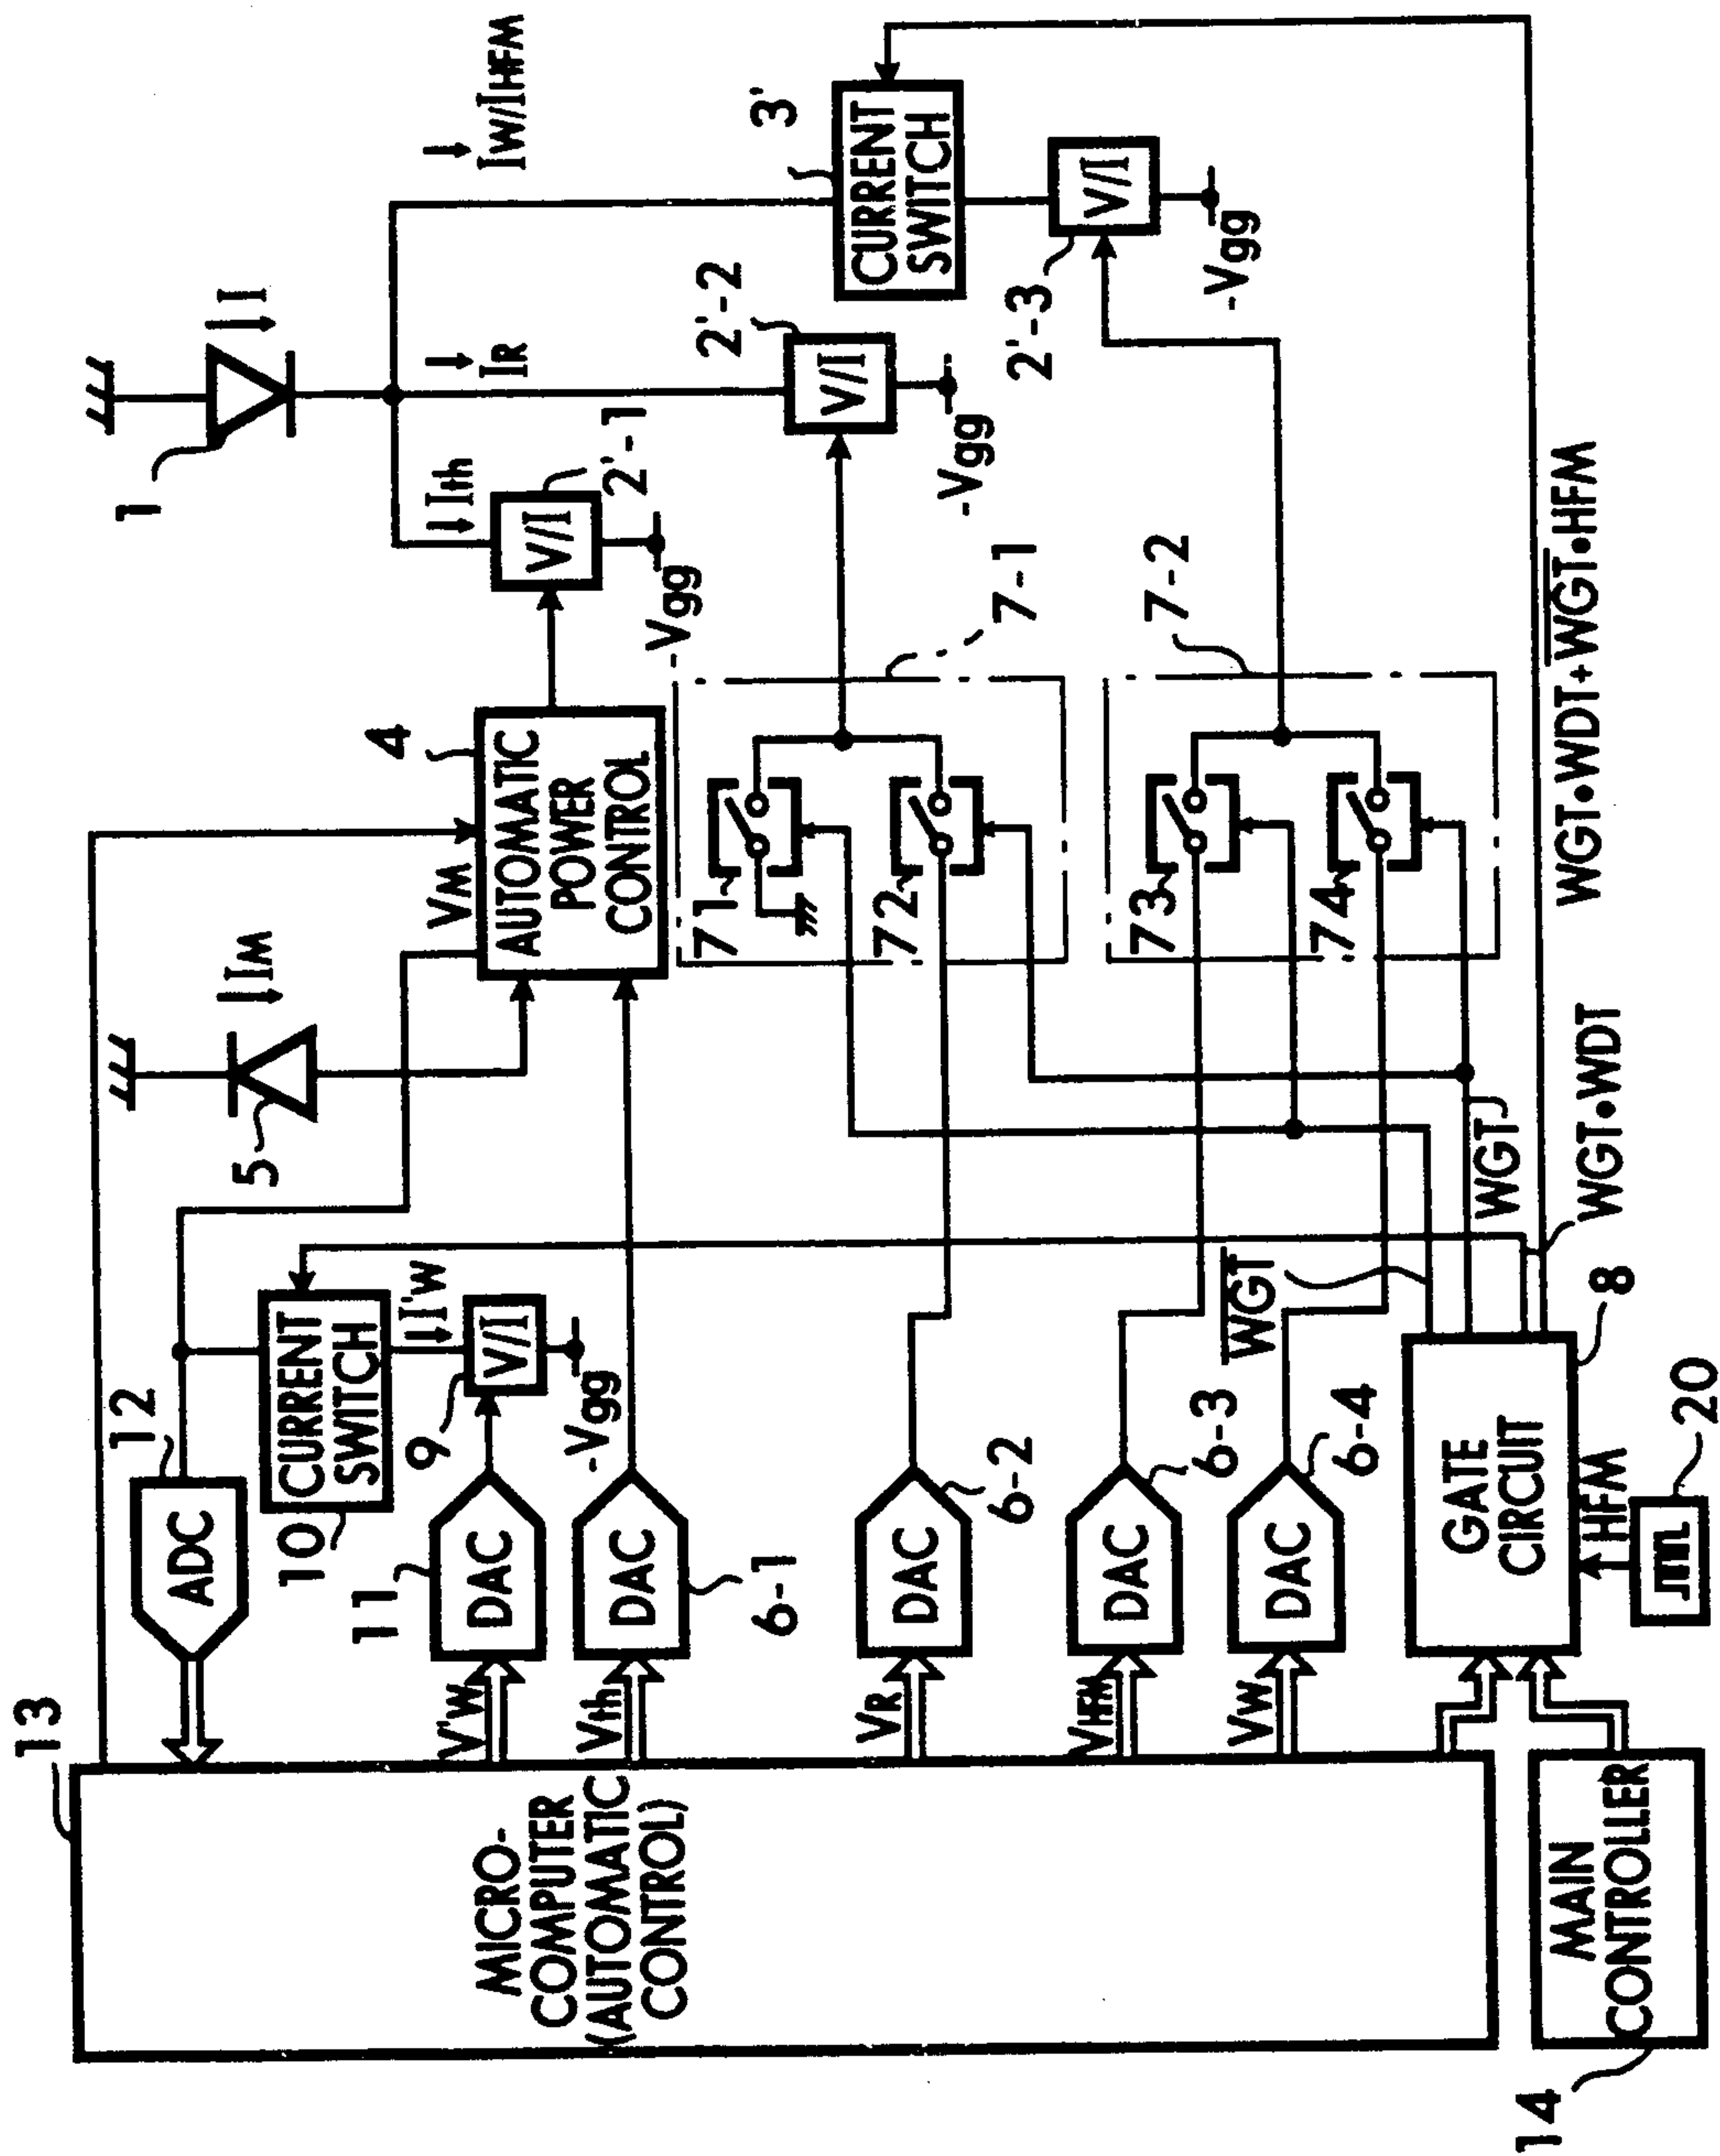 13
MICRO-
COMPUTER
(AUTOMATIC
CONTROL)
14
MAIN
CONTROLLER
12
ADC
10
CURRENT
SWITCH
11
DAC
V'W
9
V/I
I'W
-Vgg
DAC
6-1
Vth
DAC
6-2
VR
DAC
6-3
VHFM
DAC
6-4
VW
GATE
CIRCUIT
8
HFM
20
WGT
WGT
WGT•WDT
WGT•WDT+WGT•HFM
5
IM
VM
4
AUTOMATIC
POWER
CONTROL
71
72
7-1
73
74
7-2
1
I
Ith
V/I
2'-1
-Vgg
IR
V/I
2'-2
-Vgg
IW/IHFM
3'
CURRENT
SWITCH
V/I
2'-3
-Vgg